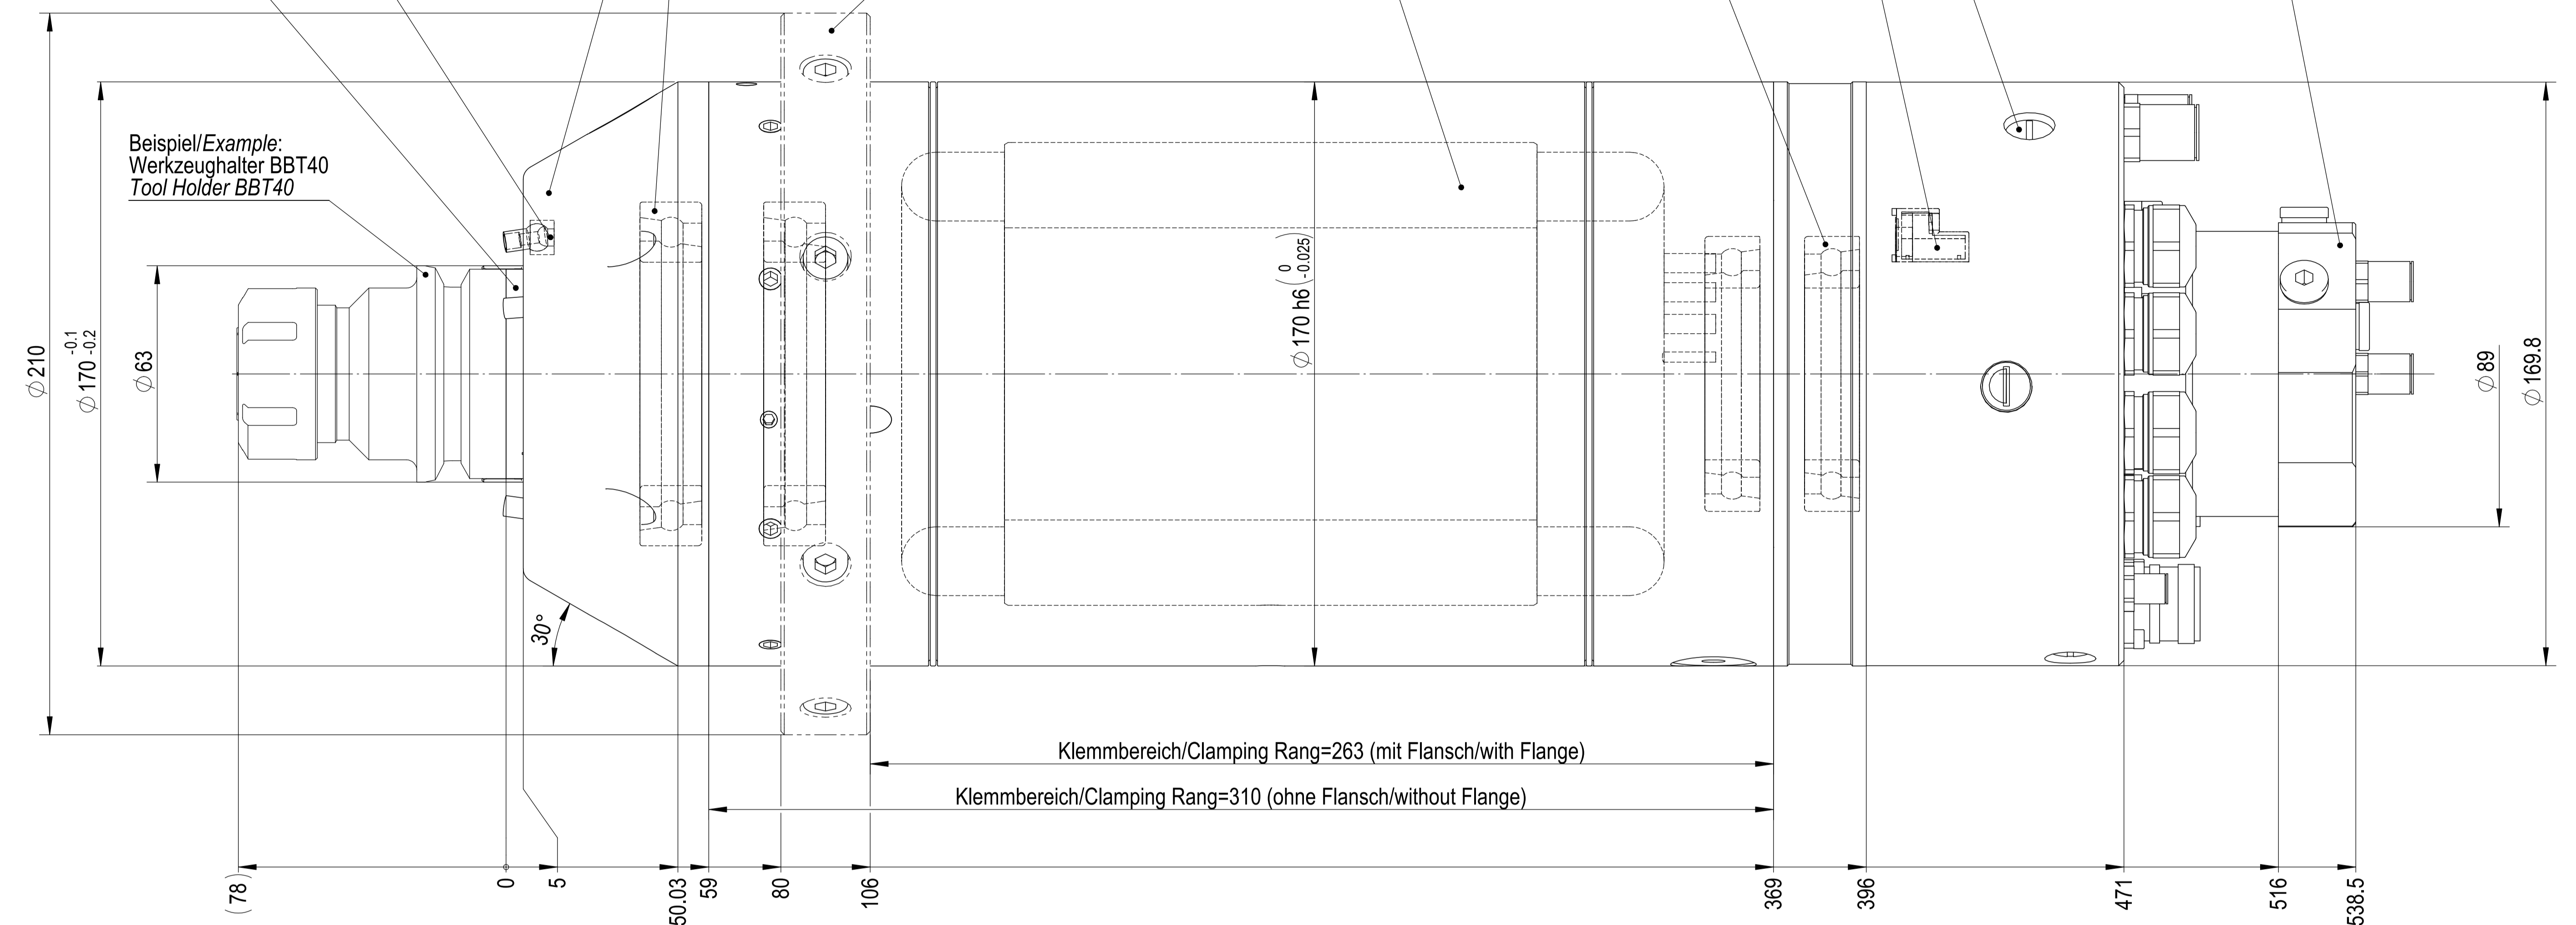 Beispiel/Example:
Werkzeughalter BBT40
Tool Holder BBT40
∅ 210
∅ 170 -0.1 -0.2
∅ 63
30°
∅ 170 h6 ( 0 -0.025 )
∅ 89
∅ 169.8
Klemmbereich/Clamping Rang=263 (mit Flansch/with Flange)
Klemmbereich/Clamping Rang=310 (ohne Flansch/without Flange)
(78)
0
5
50.03
59
80
106
369
396
471
516
538.5